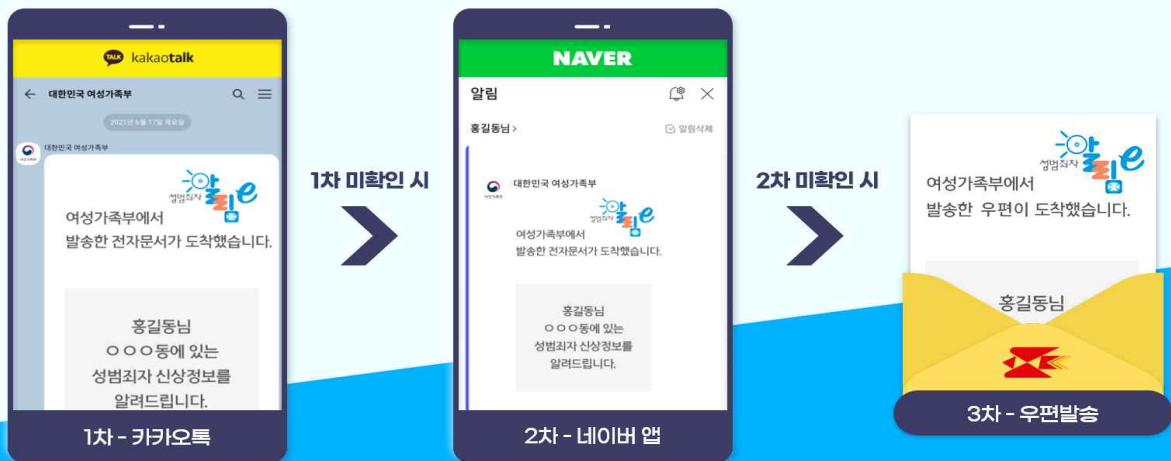 TALK kakaotalk
대한민국 여성가족부
2021년 6월 17일 목요일
대한민국 여성가족부
성범죄자 알림e
여성가족부에서
발송한 전자문서가 도착했습니다.
홍길동님
○○○동에 있는
성범죄자 신상정보를
알려드립니다.
1차 - 카카오톡
1차 미확인 시
NAVER
알림
홍길동님 >
알림삭제
대한민국 여성가족부
성범죄자 알림e
여성가족부에서
발송한 전자문서가 도착했습니다.
홍길동님
○○○동에 있는
성범죄자 신상정보를
알려드립니다.
2차 - 네이버 앱
2차 미확인 시
성범죄자 알림e
여성가족부에서
발송한 우편이 도착했습니다.
홍길동님
3차 - 우편발송